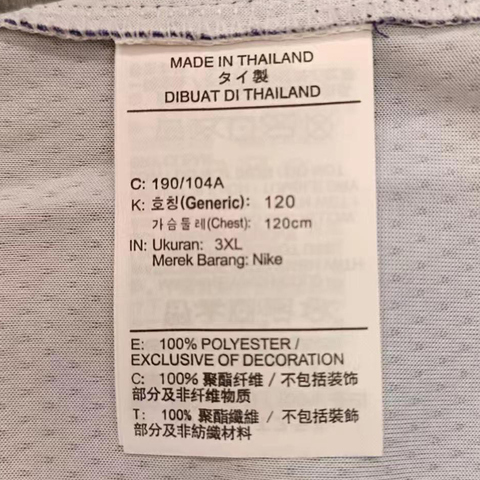 MADE IN THAILAND
タイ製
DIBUAT DI THAILAND
C: 190/104A
K: 호칭(Generic): 120
가슴둘레(Chest): 120cm
IN: Ukuran: 3XL
Merek Barang: Nike
E: 100% POLYESTER /
EXCLUSIVE OF DECORATION
C: 100% 聚酯纤维 / 不包括装饰
部分及非纤维物质
T: 100% 聚酯纖維 / 不包括裝飾
部分及非紡織材料